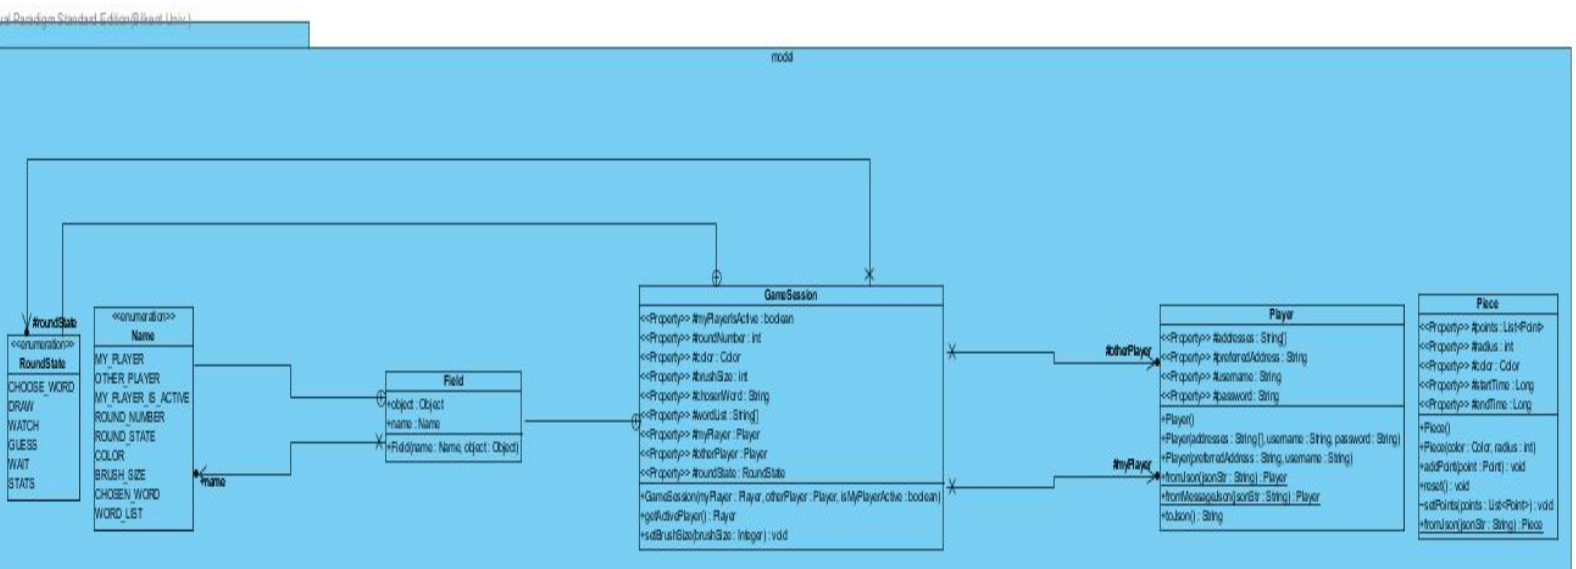 ual Paradigm Standard Edition(Bilkent Univ.)
model
#roundState
<<enumeration>>
RoundState
CHOOSE_WORD
DRAW
WATCH
GUESS
WAIT
STATS
<<enumeration>>
Name
MY_PLAYER
OTHER_PLAYER
MY_PLAYER_IS_ACTIVE
ROUND_NUMBER
ROUND_STATE
COLOR
BRUSH_SIZE
CHOSEN_WORD
WORD_LIST
+name
Field
+object : Object
+name : Name
+Field(name : Name, object : Object)
GameSession
<<Property>> #myPlayerIsActive : boolean
<<Property>> #roundNumber : int
<<Property>> #color : Color
<<Property>> #brushSize : int
<<Property>> #chosenWord : String
<<Property>> #wordList : String[]
<<Property>> #myPlayer : Player
<<Property>> #otherPlayer : Player
<<Property>> #roundState : RoundState
+GameSession(myPlayer : Player, otherPlayer : Player, isMyPlayerActive : boolean)
+getActivePlayer() : Player
+setBrushSize(brushSize : Integer) : void
#otherPlayer
#myPlayer
Player
<<Property>> #addresses : String[]
<<Property>> #preferredAddress : String
<<Property>> #username : String
<<Property>> #password : String
+Player()
+Player(addresses : String[], username : String, password : String)
+Player(preferredAddress : String, username : String)
+fromJson(jsonStr : String) : Player
+fromMessageJson(jsonStr : String) : Player
+toJson() : String
Piece
<<Property>> #points : List<Point>
<<Property>> #radius : int
<<Property>> #color : Color
<<Property>> #startTime : Long
<<Property>> #endTime : Long
+Piece()
+Piece(color : Color, radius : int)
+addPoint(point : Point) : void
+reset() : void
-setPoints(points : List<Point>) : void
+fromJson(jsonStr : String) : Piece